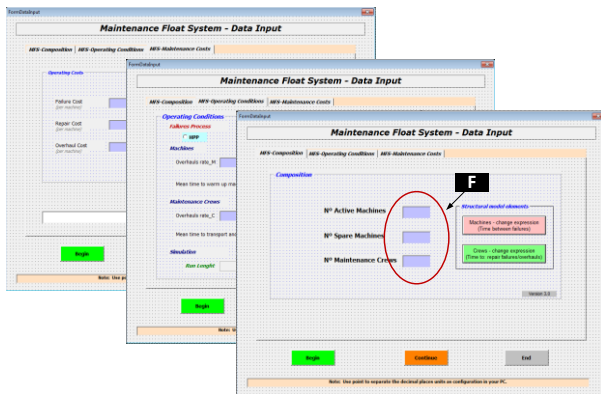 FormDataInput
Maintenance Float System - Data Input
MFS-Composition MFS-Operating Conditions MFS-Maintenance Costs
Operating Costs
Failure Cost
(per machine)
Repair Cost
(per machine)
Overhaul Cost
(per machine)
Begin
Note: Use po
FormDataInput
Maintenance Float System - Data Input
MFS-Composition MFS-Operating Conditions MFS-Maintenance Costs
Operating Conditions
Failures Process
HPP
Machines
Overhauls rate_M
Mean time to warm up ma
Maintenance Crews
Overhauls rate_C
Mean time to transport an
Simulation
Run Lenght
Begin
Note: U
FormDataInput
Maintenance Float System - Data Input
MFS-Composition MFS-Operating Conditions MFS-Maintenance Costs
Composition
F
Nº Active Machines
Nº Spare Machines
Nº Maintenance Crews
Structural model elements
Machines - change expression
(Time between failures)
Crews - change expression
(Time to repair failures/overhauls)
Begin
Continue
End
Note: Use point to separate the decimal places units as configuration in your PC.